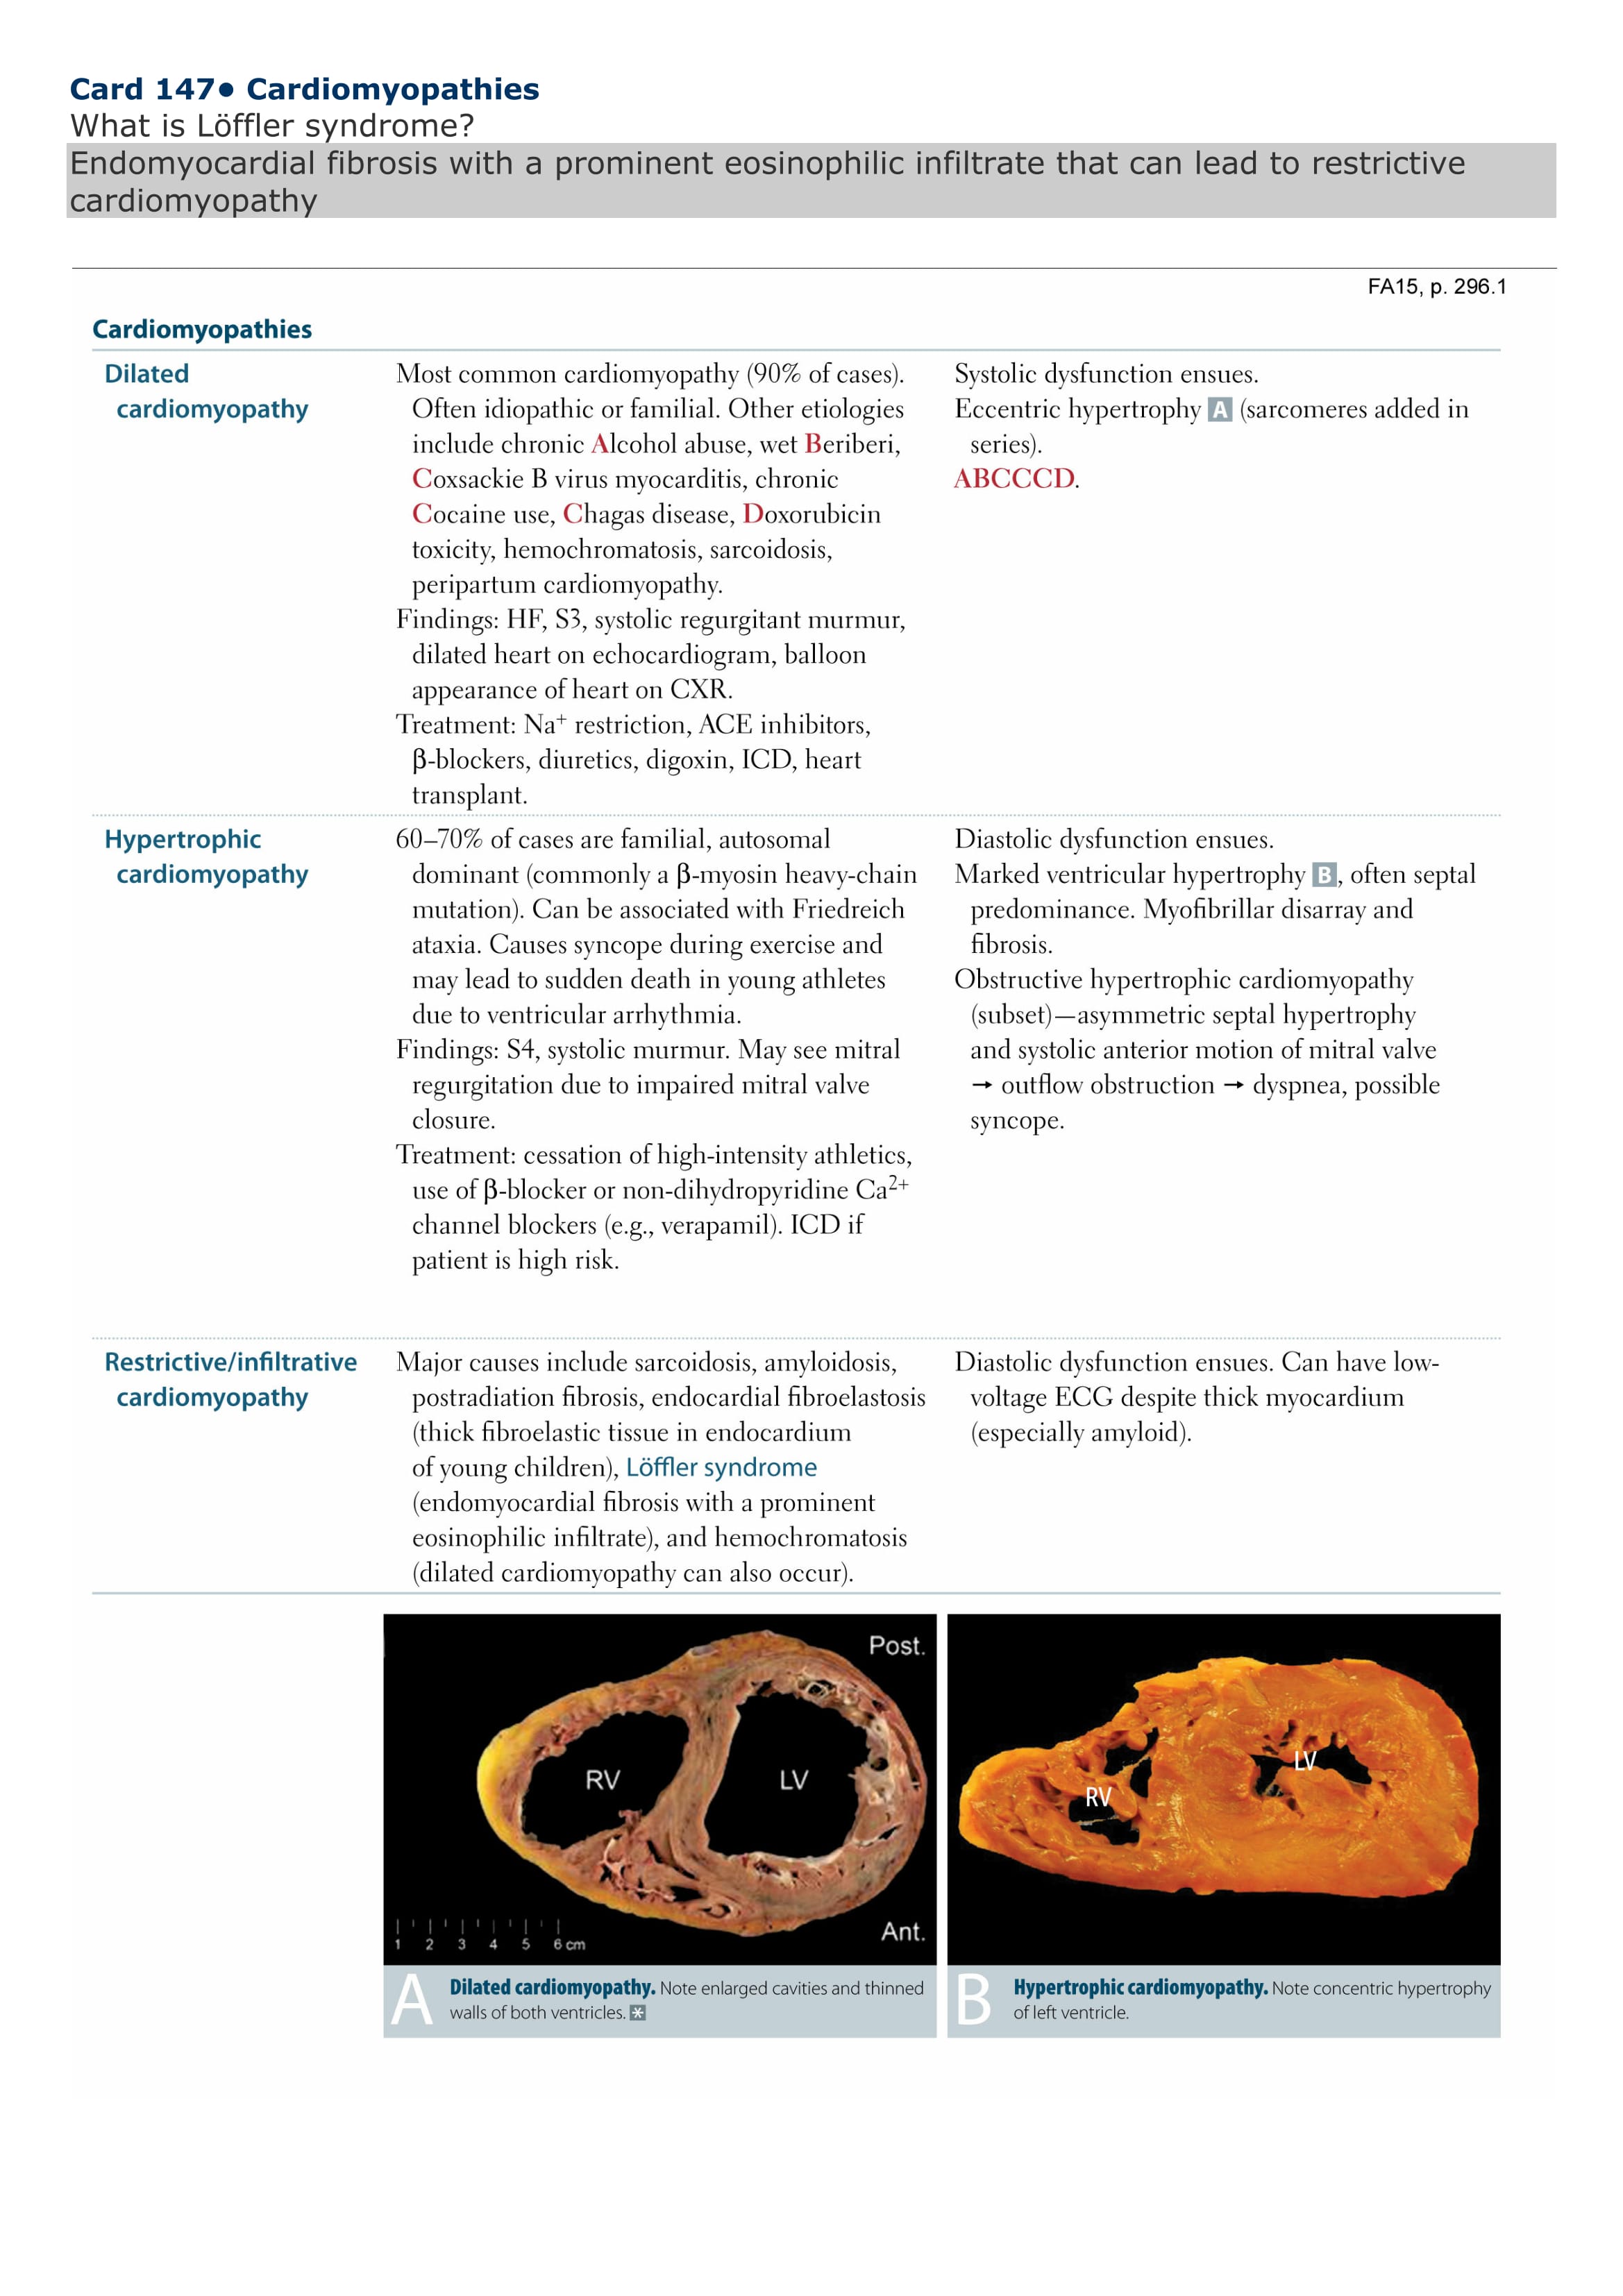 Card 147• Cardiomyopathies
What is Löffler syndrome?
Endomyocardial fibrosis with a prominent eosinophilic infiltrate that can lead to restrictive
cardiomyopathy
FA15, p. 296.1
Cardiomyopathies
Dilated
cardiomyopathy
Most common cardiomyopathy (90% of cases).
Often idiopathic or familial. Other etiologies
include chronic Alcohol abuse, wet Beriberi,
Coxsackie B virus myocarditis, chronic
Cocaine use, Chagas disease, Doxorubicin
toxicity, hemochromatosis, sarcoidosis,
peripartum cardiomyopathy.
Findings: HF, S3, systolic regurgitant murmur,
dilated heart on echocardiogram, balloon
appearance of heart on CXR.
Treatment: Na⁺ restriction, ACE inhibitors,
β-blockers, diuretics, digoxin, ICD, heart
transplant.
Systolic dysfunction ensues.
Eccentric hypertrophy A (sarcomeres added in
series).
ABCCCD.
Hypertrophic
cardiomyopathy
60–70% of cases are familial, autosomal
dominant (commonly a β-myosin heavy-chain
mutation). Can be associated with Friedreich
ataxia. Causes syncope during exercise and
may lead to sudden death in young athletes
due to ventricular arrhythmia.
Findings: S4, systolic murmur. May see mitral
regurgitation due to impaired mitral valve
closure.
Treatment: cessation of high-intensity athletics,
use of β-blocker or non-dihydropyridine Ca²⁺
channel blockers (e.g., verapamil). ICD if
patient is high risk.
Diastolic dysfunction ensues.
Marked ventricular hypertrophy B, often septal
predominance. Myofibrillar disarray and
fibrosis.
Obstructive hypertrophic cardiomyopathy
(subset)—asymmetric septal hypertrophy
and systolic anterior motion of mitral valve
→ outflow obstruction → dyspnea, possible
syncope.
Restrictive/infiltrative
cardiomyopathy
Major causes include sarcoidosis, amyloidosis,
postradiation fibrosis, endocardial fibroelastosis
(thick fibroelastic tissue in endocardium
of young children), Löffler syndrome
(endomyocardial fibrosis with a prominent
eosinophilic infiltrate), and hemochromatosis
(dilated cardiomyopathy can also occur).
Diastolic dysfunction ensues. Can have low-
voltage ECG despite thick myocardium
(especially amyloid).
Post.
RV
LV
Ant.
1 2 3 4 5 6 cm
A Dilated cardiomyopathy. Note enlarged cavities and thinned
walls of both ventricles. *
LV
RV
B Hypertrophic cardiomyopathy. Note concentric hypertrophy
of left ventricle.